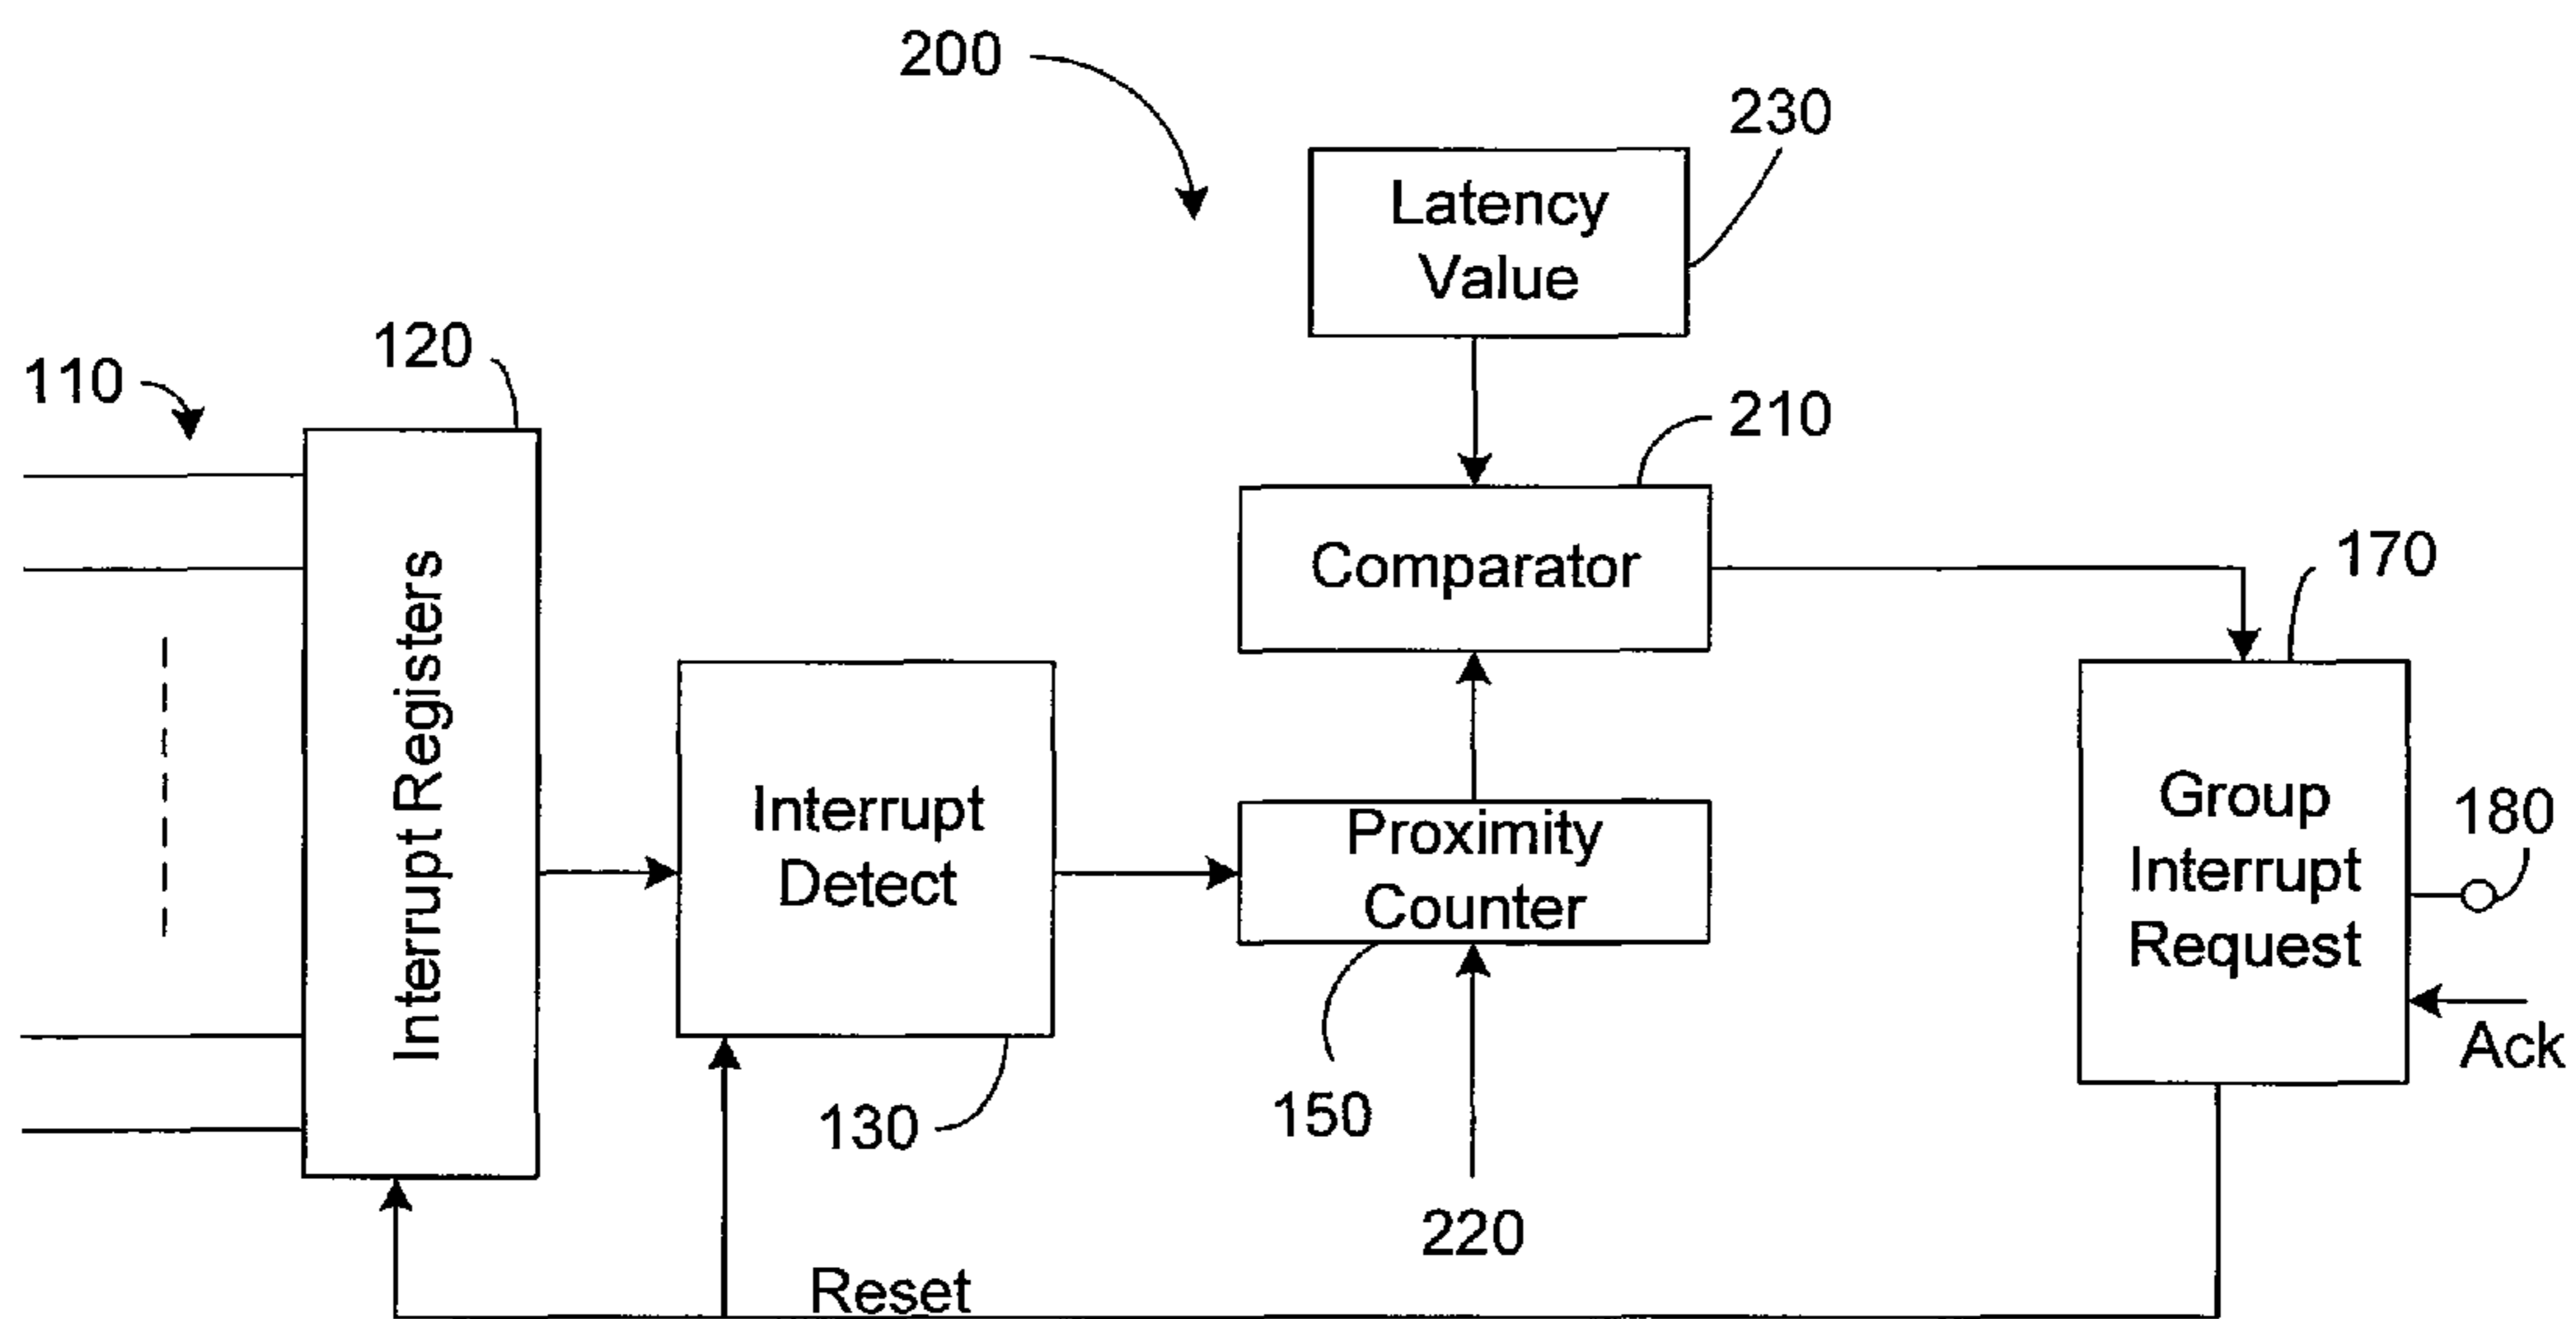 200
230
Latency
Value
120
110
210
Comparator
170
Interrupt Registers
Interrupt
Detect
Proximity
Counter
Group
Interrupt
Request
180
Ack
130
150
220
Reset